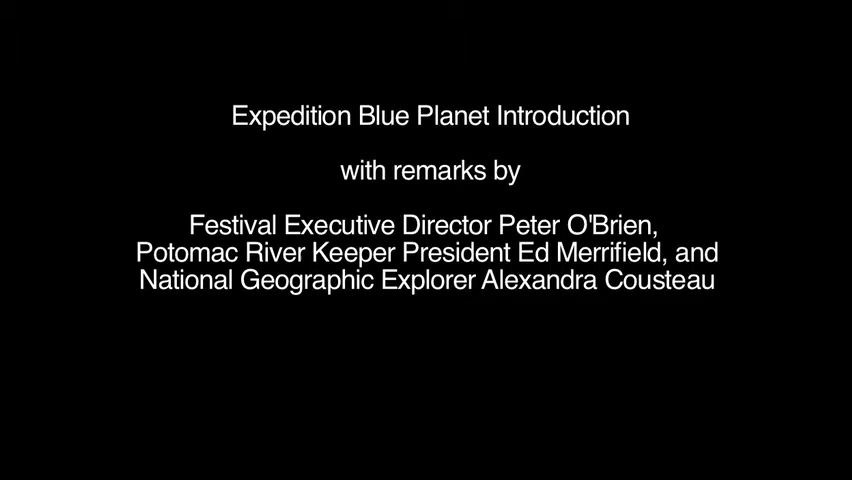 Expedition Blue Planet Introduction
with remarks by
Festival Executive Director Peter O'Brien,
Potomac River Keeper President Ed Merrifield, and
National Geographic Explorer Alexandra Cousteau